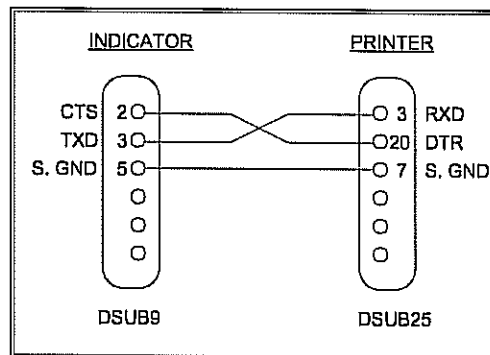 INDICATOR PRINTER
CTS 2 3 RXD
TXD 3 20 DTR
S. GND 5 7 S. GND
DSUB9 DSUB25